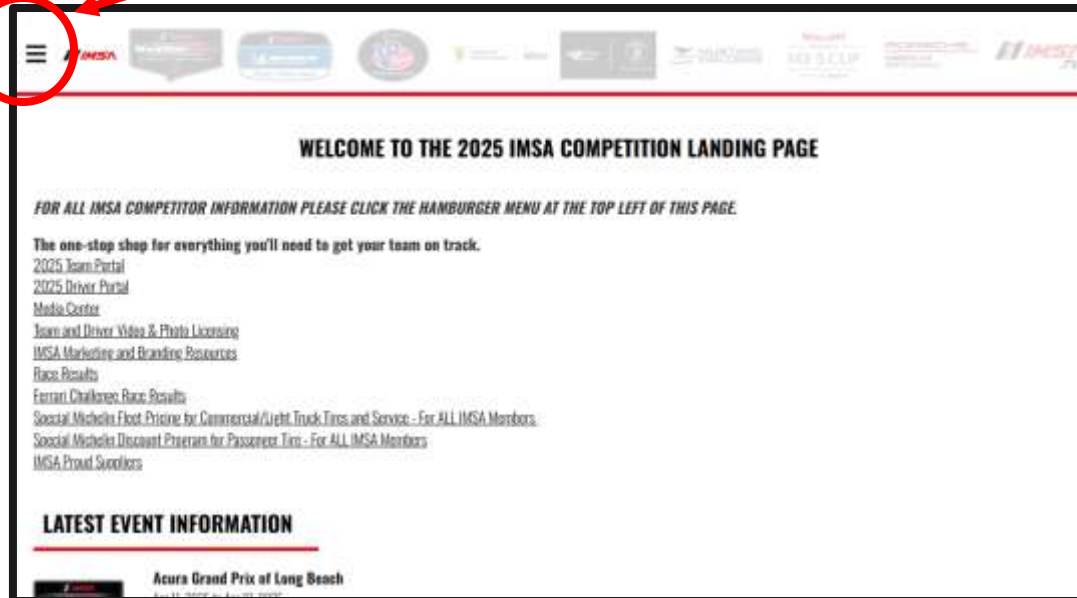 IMSA
IMSA
WELCOME TO THE 2025 IMSA COMPETITION LANDING PAGE
FOR ALL IMSA COMPETITOR INFORMATION PLEASE CLICK THE HAMBURGER MENU AT THE TOP LEFT OF THIS PAGE.
The one-stop shop for everything you'll need to get your team on track.
2025 Team Portal
2025 Driver Portal
Media Center
Team and Driver Video & Photo Licensing
IMSA Marketing and Branding Resources
Race Results
Ferrari Challenge Race Results
Special Michelin Fleet Pricing for Commercial/Light Truck Tires and Service - For ALL IMSA Members
Special Michelin Discount Program for Passenger Tire - For ALL IMSA Members
IMSA Proud Suppliers
LATEST EVENT INFORMATION
Acura Grand Prix of Long Beach